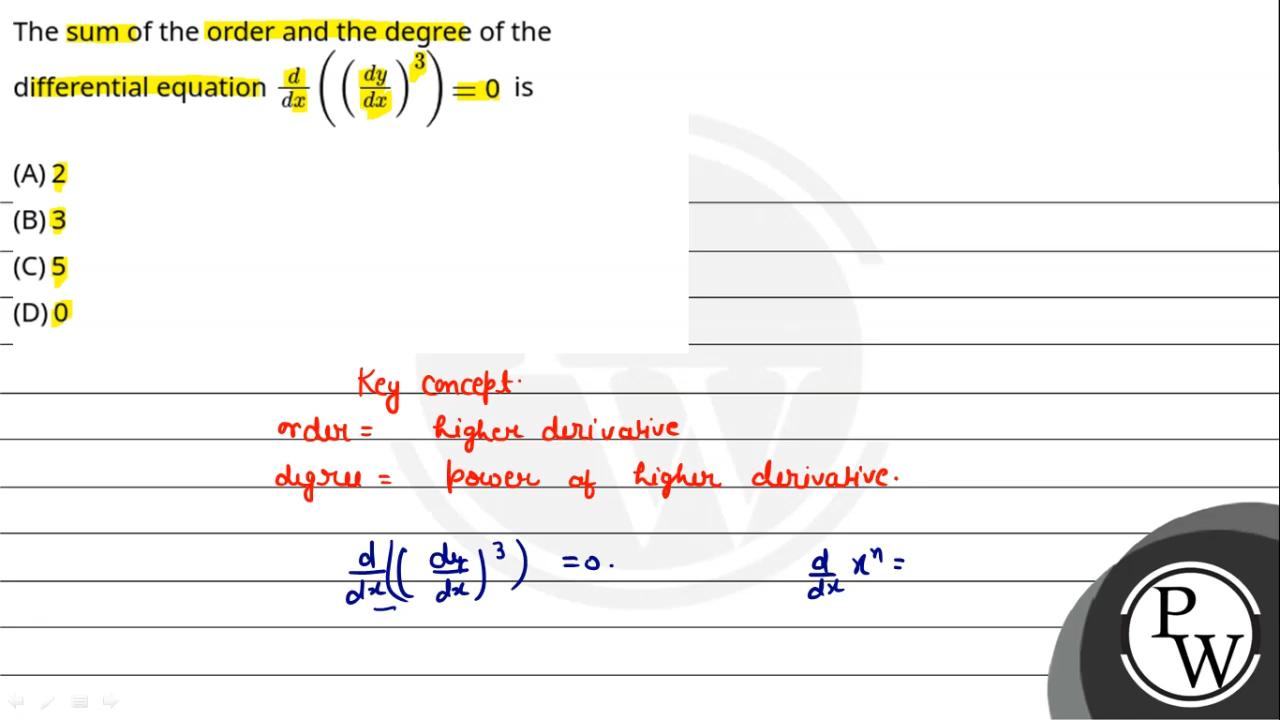 The sum of the order and the degree of the
differential equation d/dx((dy/dx)^3) = 0 is
(A) 2
(B) 3
(C) 5
(D) 0
Key concept.
order = higher derivative
degree = power of higher derivative.
d/dx((dy/dx)^3) = 0. d/dx x^n =
P
W